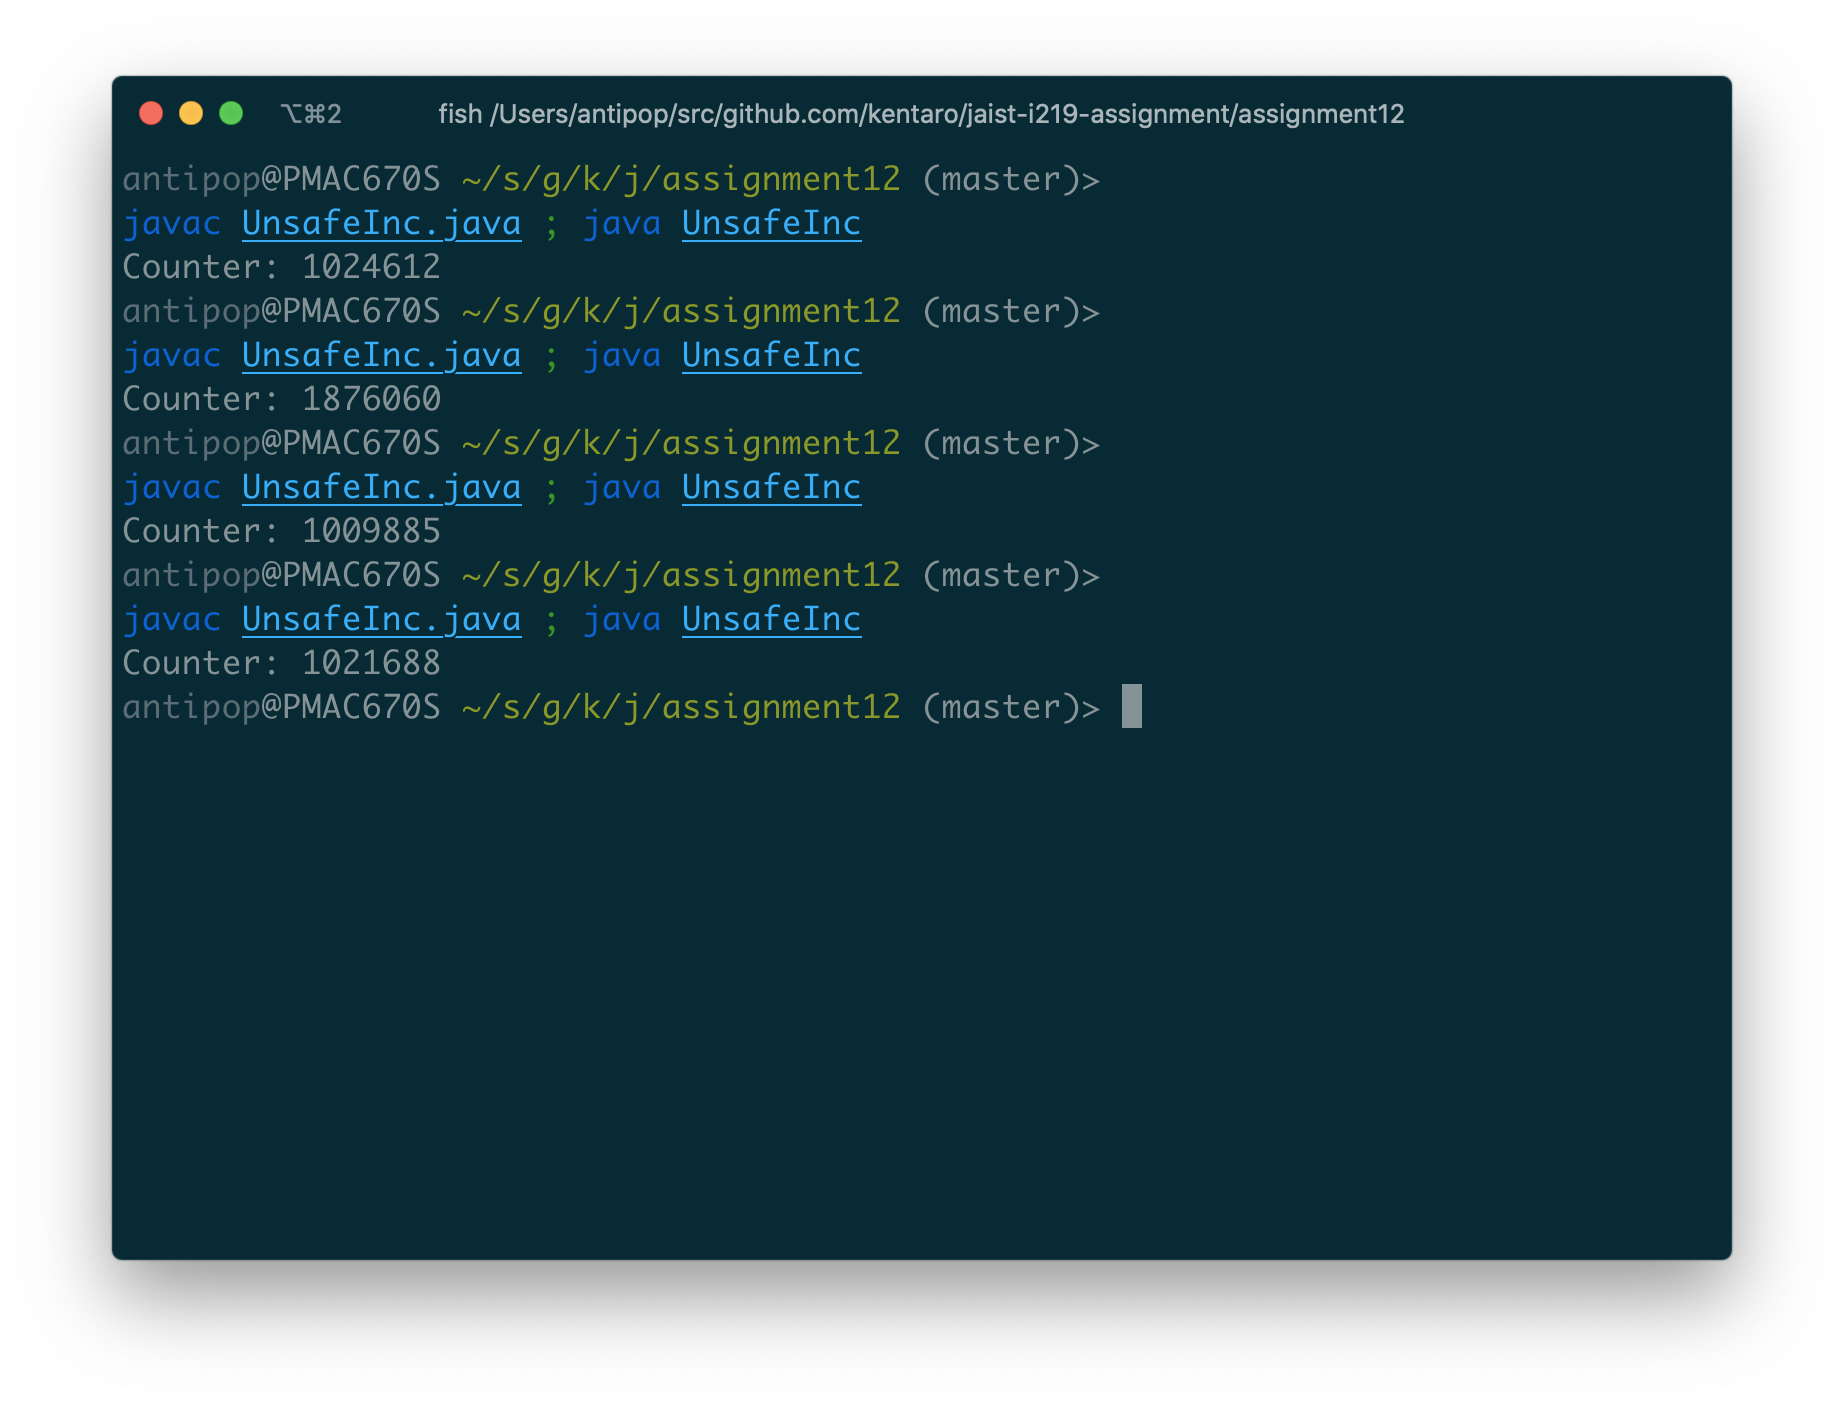 ⌥⌘2 fish /Users/antipop/src/github.com/kentaro/jaist-i219-assignment/assignment12
antipop@PMAC670S ~/s/g/k/j/assignment12 (master)>
javac UnsafeInc.java ; java UnsafeInc
Counter: 1024612
antipop@PMAC670S ~/s/g/k/j/assignment12 (master)>
javac UnsafeInc.java ; java UnsafeInc
Counter: 1876060
antipop@PMAC670S ~/s/g/k/j/assignment12 (master)>
javac UnsafeInc.java ; java UnsafeInc
Counter: 1009885
antipop@PMAC670S ~/s/g/k/j/assignment12 (master)>
javac UnsafeInc.java ; java UnsafeInc
Counter: 1021688
antipop@PMAC670S ~/s/g/k/j/assignment12 (master)>